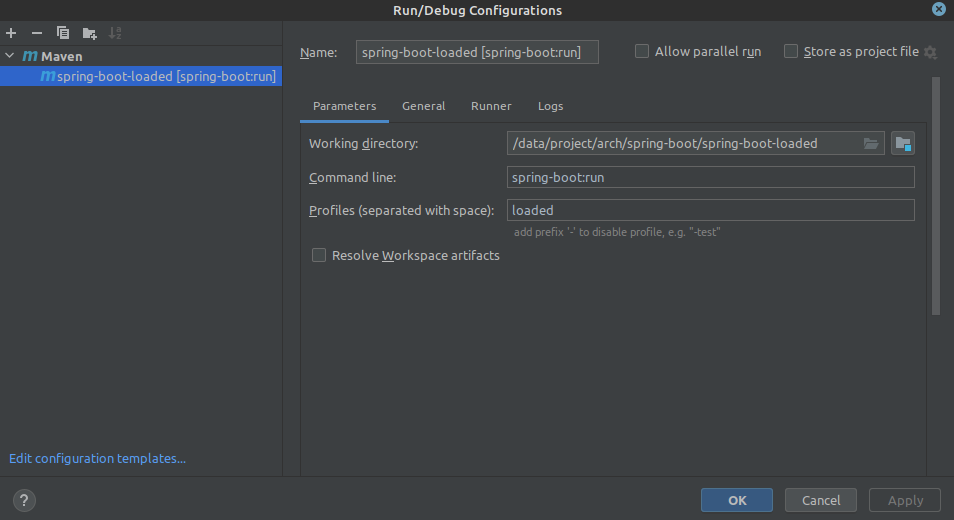 Run/Debug Configurations
Maven
spring-boot-loaded [spring-boot:run]
Name: spring-boot-loaded [spring-boot:run] Allow parallel run Store as project file
Parameters General Runner Logs
Working directory: /data/project/arch/spring-boot/spring-boot-loaded
Command line: spring-boot:run
Profiles (separated with space): loaded
add prefix '-' to disable profile, e.g. "-test"
Resolve Workspace artifacts
Edit configuration templates...
? OK Cancel Apply